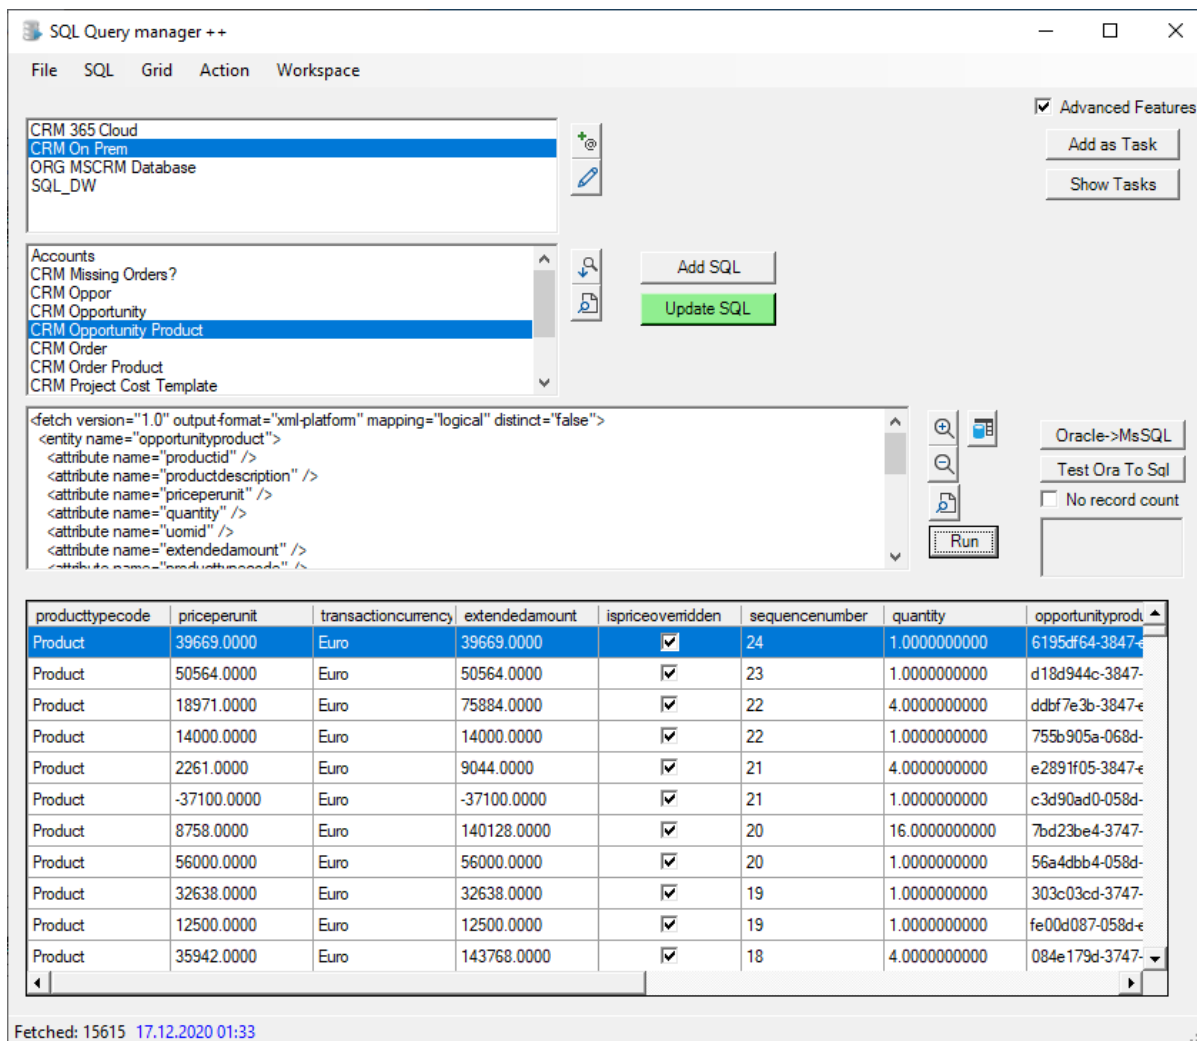 SQL Query manager ++
File SQL Grid Action Workspace
Advanced Features
CRM 365 Cloud
CRM On Prem
ORG MSCRM Database
SQL_DW
Add as Task
Show Tasks
Accounts
CRM Missing Orders?
CRM Oppor
CRM Opportunity
CRM Opportunity Product
CRM Order
CRM Order Product
CRM Project Cost Template
Add SQL
Update SQL
<fetch version="1.0" output-format="xml-platform" mapping="logical" distinct="false">
<entity name="opportunityproduct">
<attribute name="productid" />
<attribute name="productdescription" />
<attribute name="priceperunit" />
<attribute name="quantity" />
<attribute name="uomid" />
<attribute name="extendedamount" />
<attribute name="producttypecode" />
Run
Oracle->MsSQL
Test Ora To Sql
No record count
producttypecode priceperunit transactioncurrency extendedamount ispriceoverridden sequencenumber quantity opportunityprodu
Product 39669.0000 Euro 39669.0000 24 1.0000000000 6195df64-3847-e
Product 50564.0000 Euro 50564.0000 23 1.0000000000 d18d944c-3847-
Product 18971.0000 Euro 75884.0000 22 4.0000000000 ddbf7e3b-3847-e
Product 14000.0000 Euro 14000.0000 22 1.0000000000 755b905a-068d-
Product 2261.0000 Euro 9044.0000 21 4.0000000000 e2891f05-3847-e
Product -37100.0000 Euro -37100.0000 21 1.0000000000 c3d90ad0-058d-
Product 8758.0000 Euro 140128.0000 20 16.0000000000 7bd23be4-3747-
Product 56000.0000 Euro 56000.0000 20 1.0000000000 56a4dbb4-058d-
Product 32638.0000 Euro 32638.0000 19 1.0000000000 303c03cd-3747-
Product 12500.0000 Euro 12500.0000 19 1.0000000000 fe00d087-058d-e
Product 35942.0000 Euro 143768.0000 18 4.0000000000 084e179d-3747-
Fetched: 15615 17.12.2020 01:33